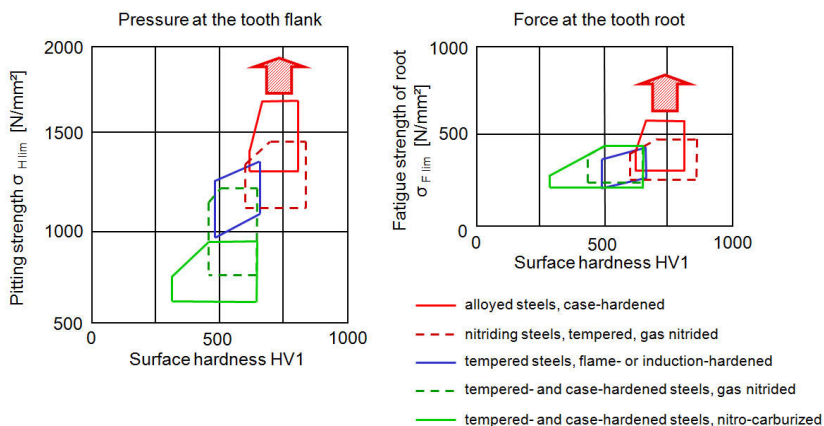 Pressure at the tooth flank
Force at the tooth root
2000
1500
1000
500
0
500
1000
Pitting strength σ H lim [N/mm²]
Surface hardness HV1
1000
500
0
0
500
1000
Fatigue strength of root
σ F lim [N/mm²]
Surface hardness HV1
alloyed steels, case-hardened
nitriding steels, tempered, gas nitrided
tempered steels, flame- or induction-hardened
tempered- and case-hardened steels, gas nitrided
tempered- and case-hardened steels, nitro-carburized